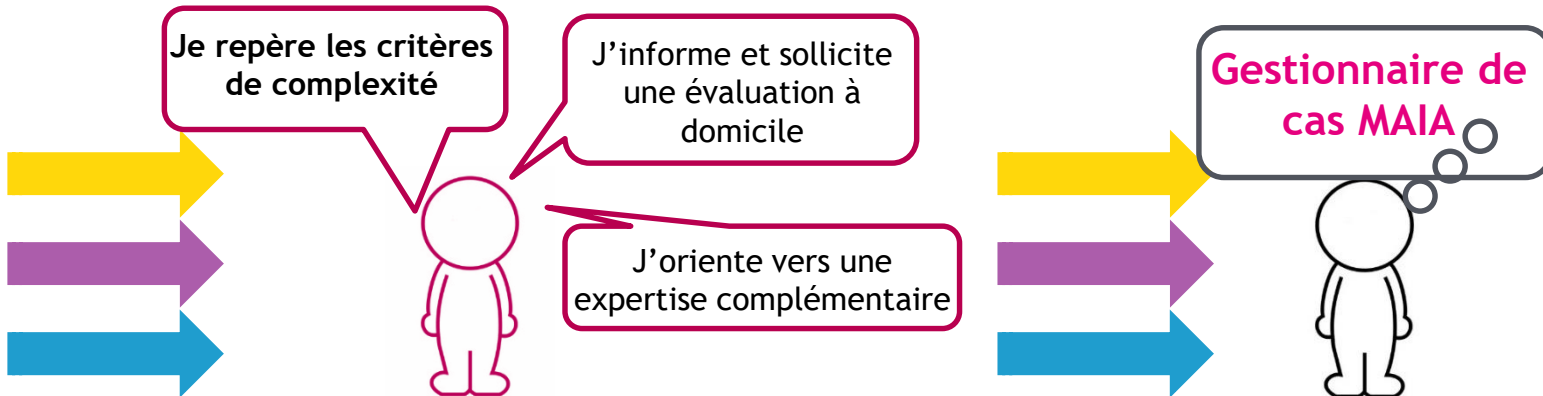 Je repère les critères
de complexité
J’informe et sollicite
une évaluation à
domicile
J’oriente vers une
expertise complémentaire
Gestionnaire de
cas MAIA